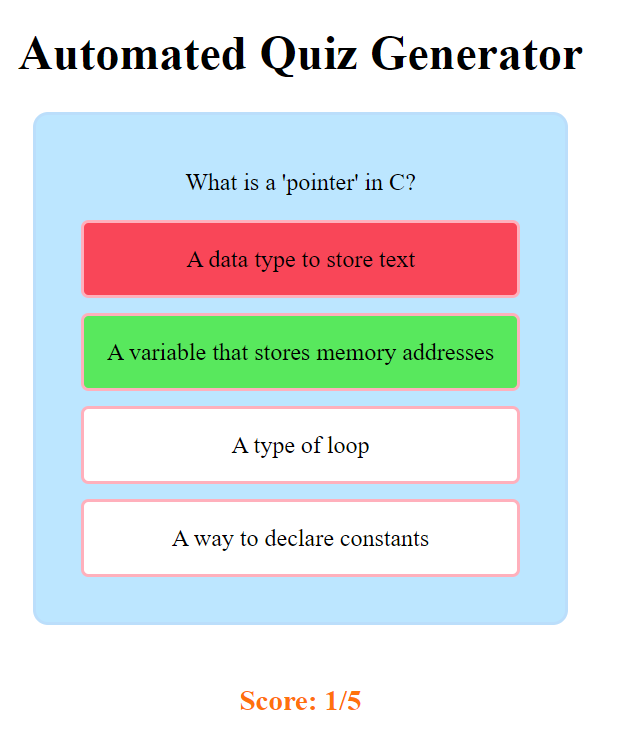 Automated Quiz Generator
What is a 'pointer' in C?
A data type to store text
A variable that stores memory addresses
A type of loop
A way to declare constants
Score: 1/5